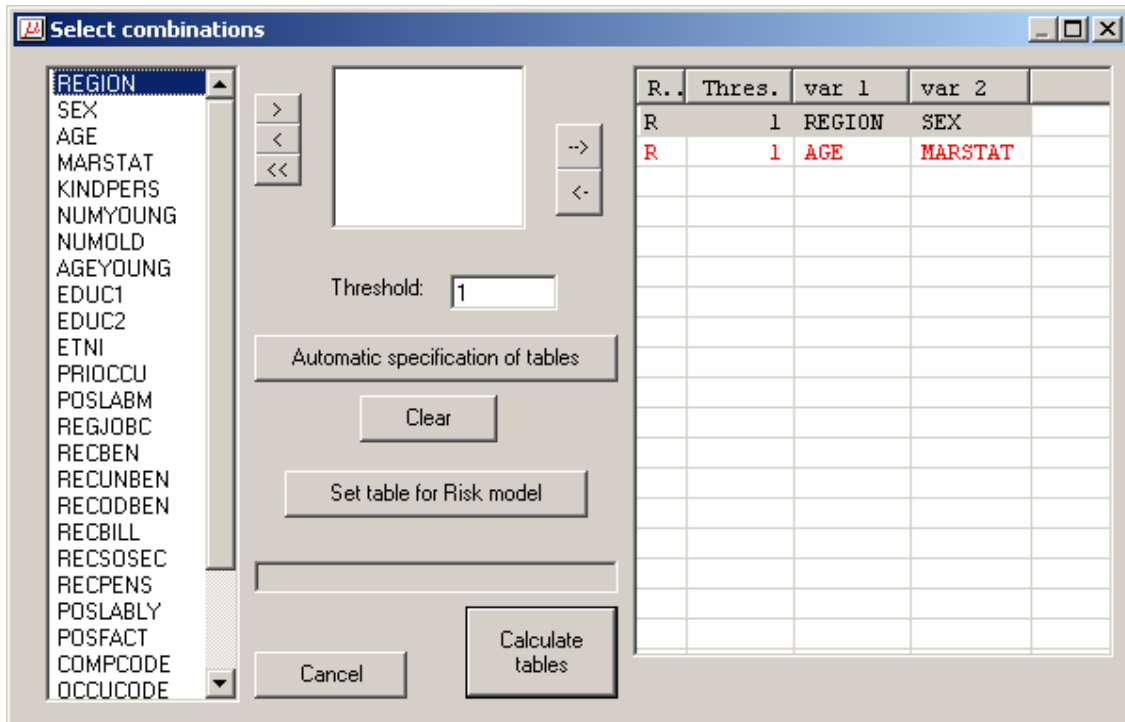 μ Select combinations
REGION
SEX
AGE
MARSTAT
KINDPERS
NUMYOUNG
NUMOLD
AGEYOUNG
EDUC1
EDUC2
ETNI
PRIOCCU
POSLABM
REGJOBC
RECBEN
RECUNBEN
RECODBEN
RECBILL
RECSOSEC
RECPENS
POSLABLY
POSFACT
COMPCODE
OCCUCODE
>
<
<<
-->
<-
Threshold: 1
Automatic specification of tables
Clear
Set table for Risk model
Cancel
Calculate
tables
R.. Thres. var 1 var 2
R 1 REGION SEX
R 1 AGE MARSTAT